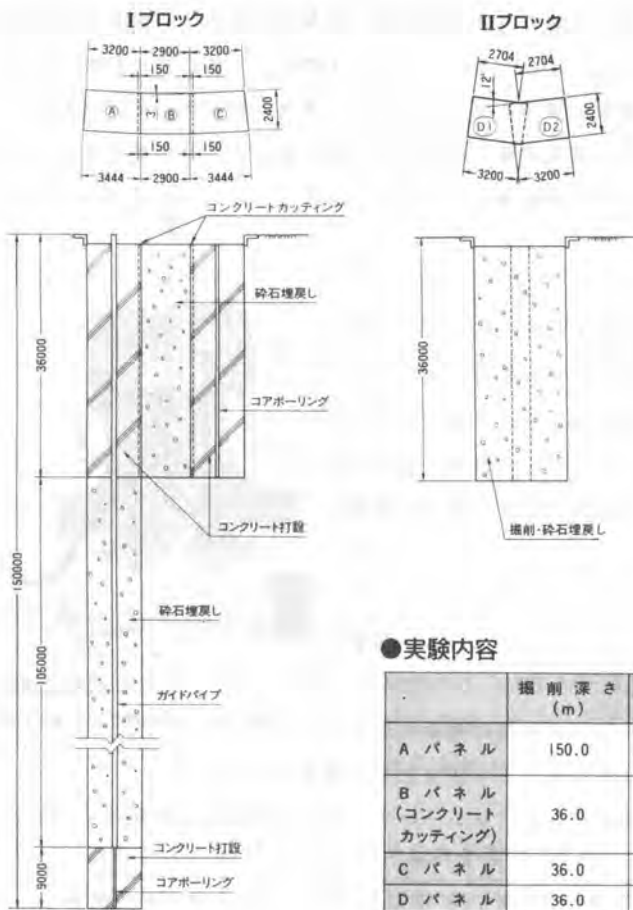 Iブロック
3200
2900
3200
150
150
Ⓐ
3°
Ⓑ
Ⓒ
2400
150
150
3444
2900
3444
IIブロック
2704
2704
12°
D1
D2
2400
3200
3200
コンクリートカッティング
砕石埋戻し
36000
コアボーリング
コンクリート打設
150000
砕石埋戻し
105000
ガイドパイプ
コンクリート打設
9000
コアボーリング
36000
掘削・砕石埋戻し
●実験内容
掘削深さ
(m)
Aパネル 150.0
Bパネル
(コンクリート
カッティング) 36.0
Cパネル 36.0
Dパネル 36.0